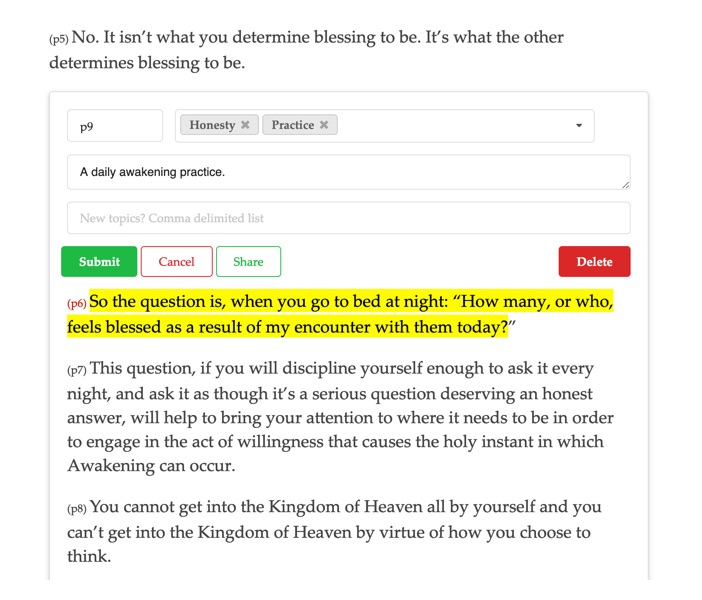 (p5) No. It isn’t what you determine blessing to be. It’s what the other
determines blessing to be.
p9
Honesty ✖ Practice ✖
A daily awakening practice.
New topics? Comma delimited list
Submit Cancel Share Delete
(p6) So the question is, when you go to bed at night: “How many, or who,
feels blessed as a result of my encounter with them today?”
(p7) This question, if you will discipline yourself enough to ask it every
night, and ask it as though it’s a serious question deserving an honest
answer, will help to bring your attention to where it needs to be in order
to engage in the act of willingness that causes the holy instant in which
Awakening can occur.
(p8) You cannot get into the Kingdom of Heaven all by yourself and you
can’t get into the Kingdom of Heaven by virtue of how you choose to
think.